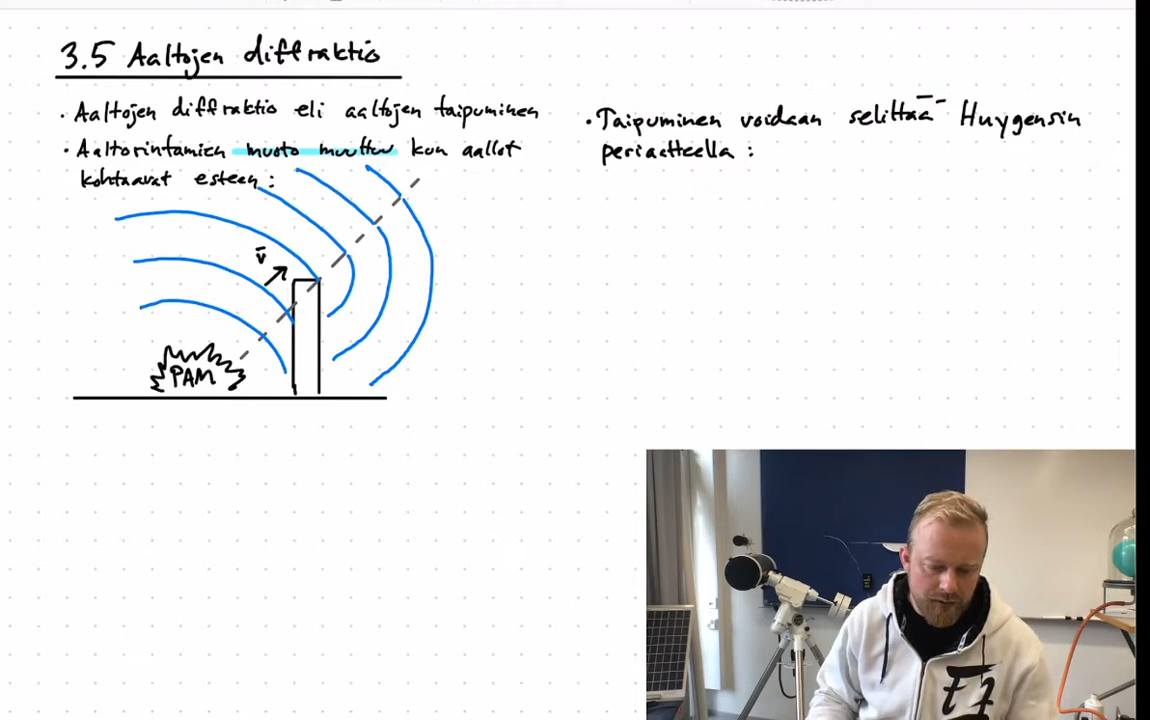 3.5 Aaltojen diffraktio
· Aaltojen diffraktio eli aaltojen taipuminen
· Aaltorintamien muoto muuttuu kun aallot
kohtaavat esteen:
v̄
PAM
· Taipuminen voidaan selittää Huygensin
periaatteella: